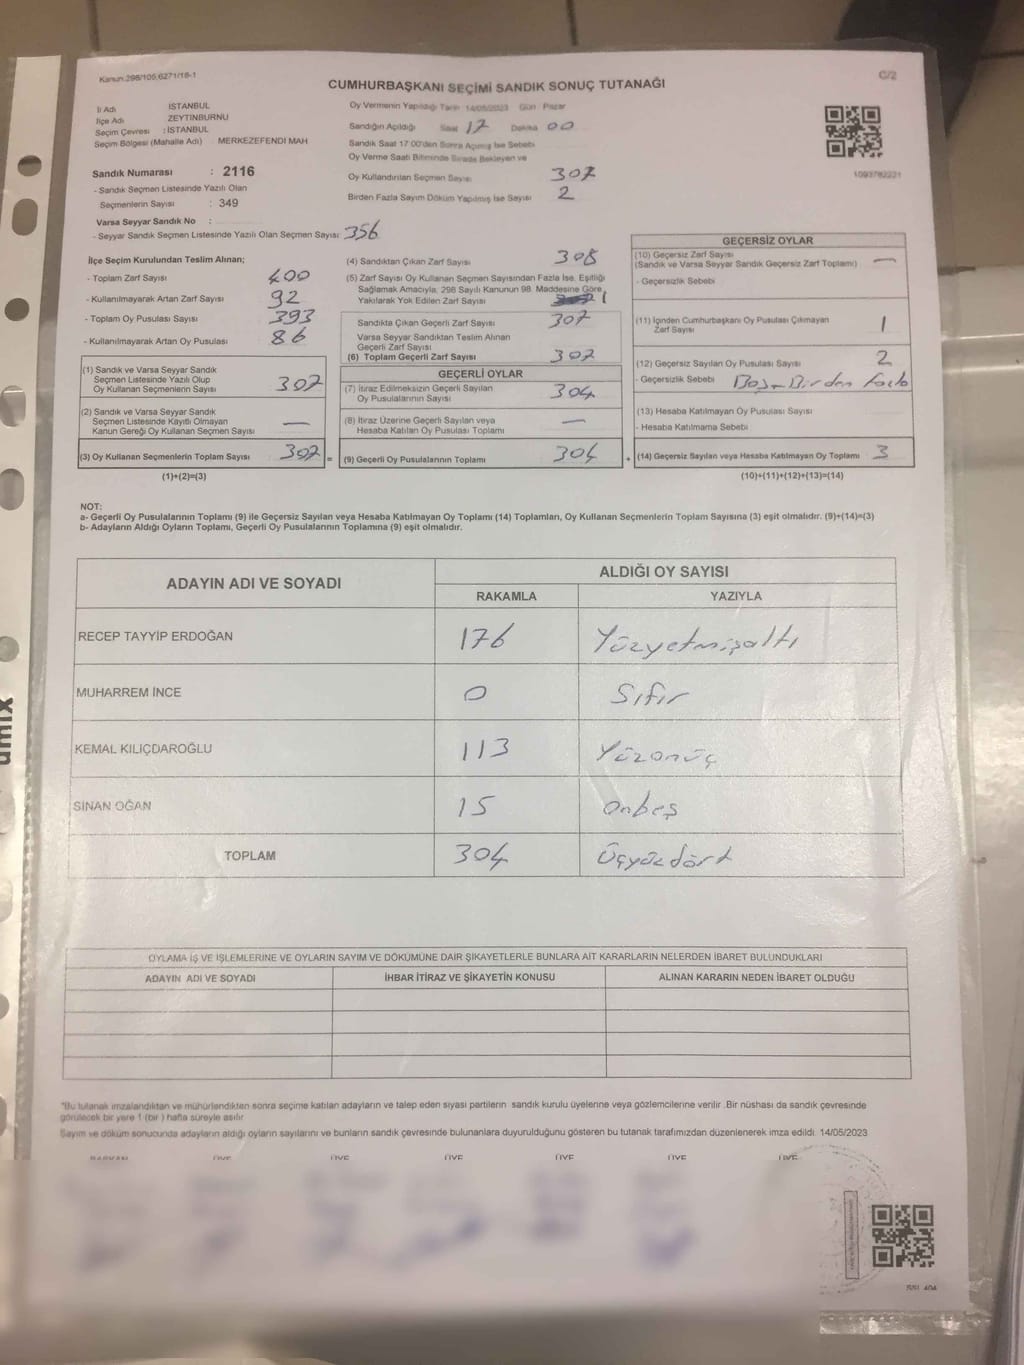 Kanun:298/105,6271/18-1
C/2
CUMHURBAŞKANI SEÇİMİ SANDIK SONUÇ TUTANAĞI
İl Adı İSTANBUL
İlçe Adı ZEYTİNBURNU
Seçim Çevresi : İSTANBUL
Seçim Bölgesi (Mahalle Adı) MERKEZEFENDİ MAH
Sandık Numarası : 2116
- Sandık Seçmen Listesinde Yazılı Olan
Seçmenlerin Sayısı : 349
Varsa Seyyar Sandık No :
- Seyyar Sandık Seçmen Listesinde Yazılı Olan Seçmen Sayısı: 356
Oy Vermenin Yapıldığı Tarih 14/05/2023 Gün Pazar
Sandığın Açıldığı Saat 17 Dakika 00
Sandık Saat 17 00'den Sonra Açılmış İse Sebebi
Oy Verme Saati Bitiminde Sırada Bekleyen ve
Oy Kullandırılan Seçmen Sayısı 307
Birden Fazla Sayım Döküm Yapılmış İse Sayısı 2
1093782221
İlçe Seçim Kurulundan Teslim Alınan;
- Toplam Zarf Sayısı 400
- Kullanılmayarak Artan Zarf Sayısı 92
- Toplam Oy Pusulası Sayısı 393
- Kullanılmayarak Artan Oy Pusulası 86
(1) Sandık ve Varsa Seyyar Sandık
Seçmen Listesinde Yazılı Olup
Oy Kullanan Seçmenlerin Sayısı 307
(2) Sandık ve Varsa Seyyar Sandık
Seçmen Listesinde Kayıtlı Olmayan
Kanun Gereği Oy Kullanan Seçmen Sayısı —
(3) Oy Kullanan Seçmenlerin Toplam Sayısı 307 =
(1)+(2)=(3)
(4) Sandıktan Çıkan Zarf Sayısı 308
(5) Zarf Sayısı Oy Kullanan Seçmen Sayısından Fazla İse, Eşitliği
Sağlamak Amacıyla, 298 Sayılı Kanunun 98. Maddesine Göre
Yakılarak Yok Edilen Zarf Sayısı 1
Sandıkta Çıkan Geçerli Zarf Sayısı 307
Varsa Seyyar Sandıktan Teslim Alınan
Geçerli Zarf Sayısı
(6) Toplam Geçerli Zarf Sayısı 307
GEÇERLİ OYLAR
(7) İtiraz Edilmeksizin Geçerli Sayılan
Oy Pusulalarının Sayısı 304
(8) İtiraz Üzerine Geçerli Sayılan veya
Hesaba Katılan Oy Pusulası Toplamı —
(9) Geçerli Oy Pusulalarının Toplamı 304 +
GEÇERSİZ OYLAR
(10) Geçersiz Zarf Sayısı —
(Sandık ve Varsa Seyyar Sandık Geçersiz Zarf Toplamı)
- Geçersizlik Sebebi
(11) İçinden Cumhurbaşkanı Oy Pusulası Çıkmayan
Zarf Sayısı 1
(12) Geçersiz Sayılan Oy Pusulası Sayısı 2
- Geçersizlik Sebebi Boş - Birden fazla
(13) Hesaba Katılmayan Oy Pusulası Sayısı
- Hesaba Katılmama Sebebi
(14) Geçersiz Sayılan veya Hesaba Katılmayan Oy Toplamı 3
(10)+(11)+(12)+(13)=(14)
NOT:
a- Geçerli Oy Pusulalarının Toplamı (9) ile Geçersiz Sayılan veya Hesaba Katılmayan Oy Toplamı (14) Toplamları, Oy Kullanan Seçmenlerin Toplam Sayısına (3) eşit olmalıdır. (9)+(14)=(3)
b- Adayların Aldığı Oyların Toplamı, Geçerli Oy Pusulalarının Toplamına (9) eşit olmalıdır.
ADAYIN ADI VE SOYADI
ALDIĞI OY SAYISI
RAKAMLA YAZIYLA
RECEP TAYYİP ERDOĞAN 176 Yüzyetmişaltı
MUHARREM İNCE 0 Sıfır
KEMAL KILIÇDAROĞLU 113 Yüzonüç
SİNAN OĞAN 15 onbeş
TOPLAM 304 Üçyüzdört
OYLAMA İŞ VE İŞLEMLERİNE VE OYLARIN SAYIM VE DÖKÜMÜNE DAİR ŞİKAYETLERLE BUNLARA AİT KARARLARIN NELERDEN İBARET BULUNDUKLARI
ADAYIN ADI VE SOYADI İHBAR İTİRAZ VE ŞİKAYETİN KONUSU ALINAN KARARIN NEDEN İBARET OLDUĞU
*Bu tutanak imzalandıktan ve mühürlendikten sonra seçime katılan adayların ve talep eden siyasi partilerin sandık kurulu üyelerine veya gözlemcilerine verilir .Bir nüshası da sandık çevresinde
görülecek bir yere 1 (bir ) hafta süreyle asılır
Sayım ve döküm sonucunda adayların aldığı oyların sayılarını ve bunların sandık çevresinde bulunanlara duyurulduğunu gösteren bu tutanak tarafımızdan düzenlenerek imza edildi. 14/05/2023
BAŞKAN ÜYE ÜYE ÜYE ÜYE ÜYE ÜYE